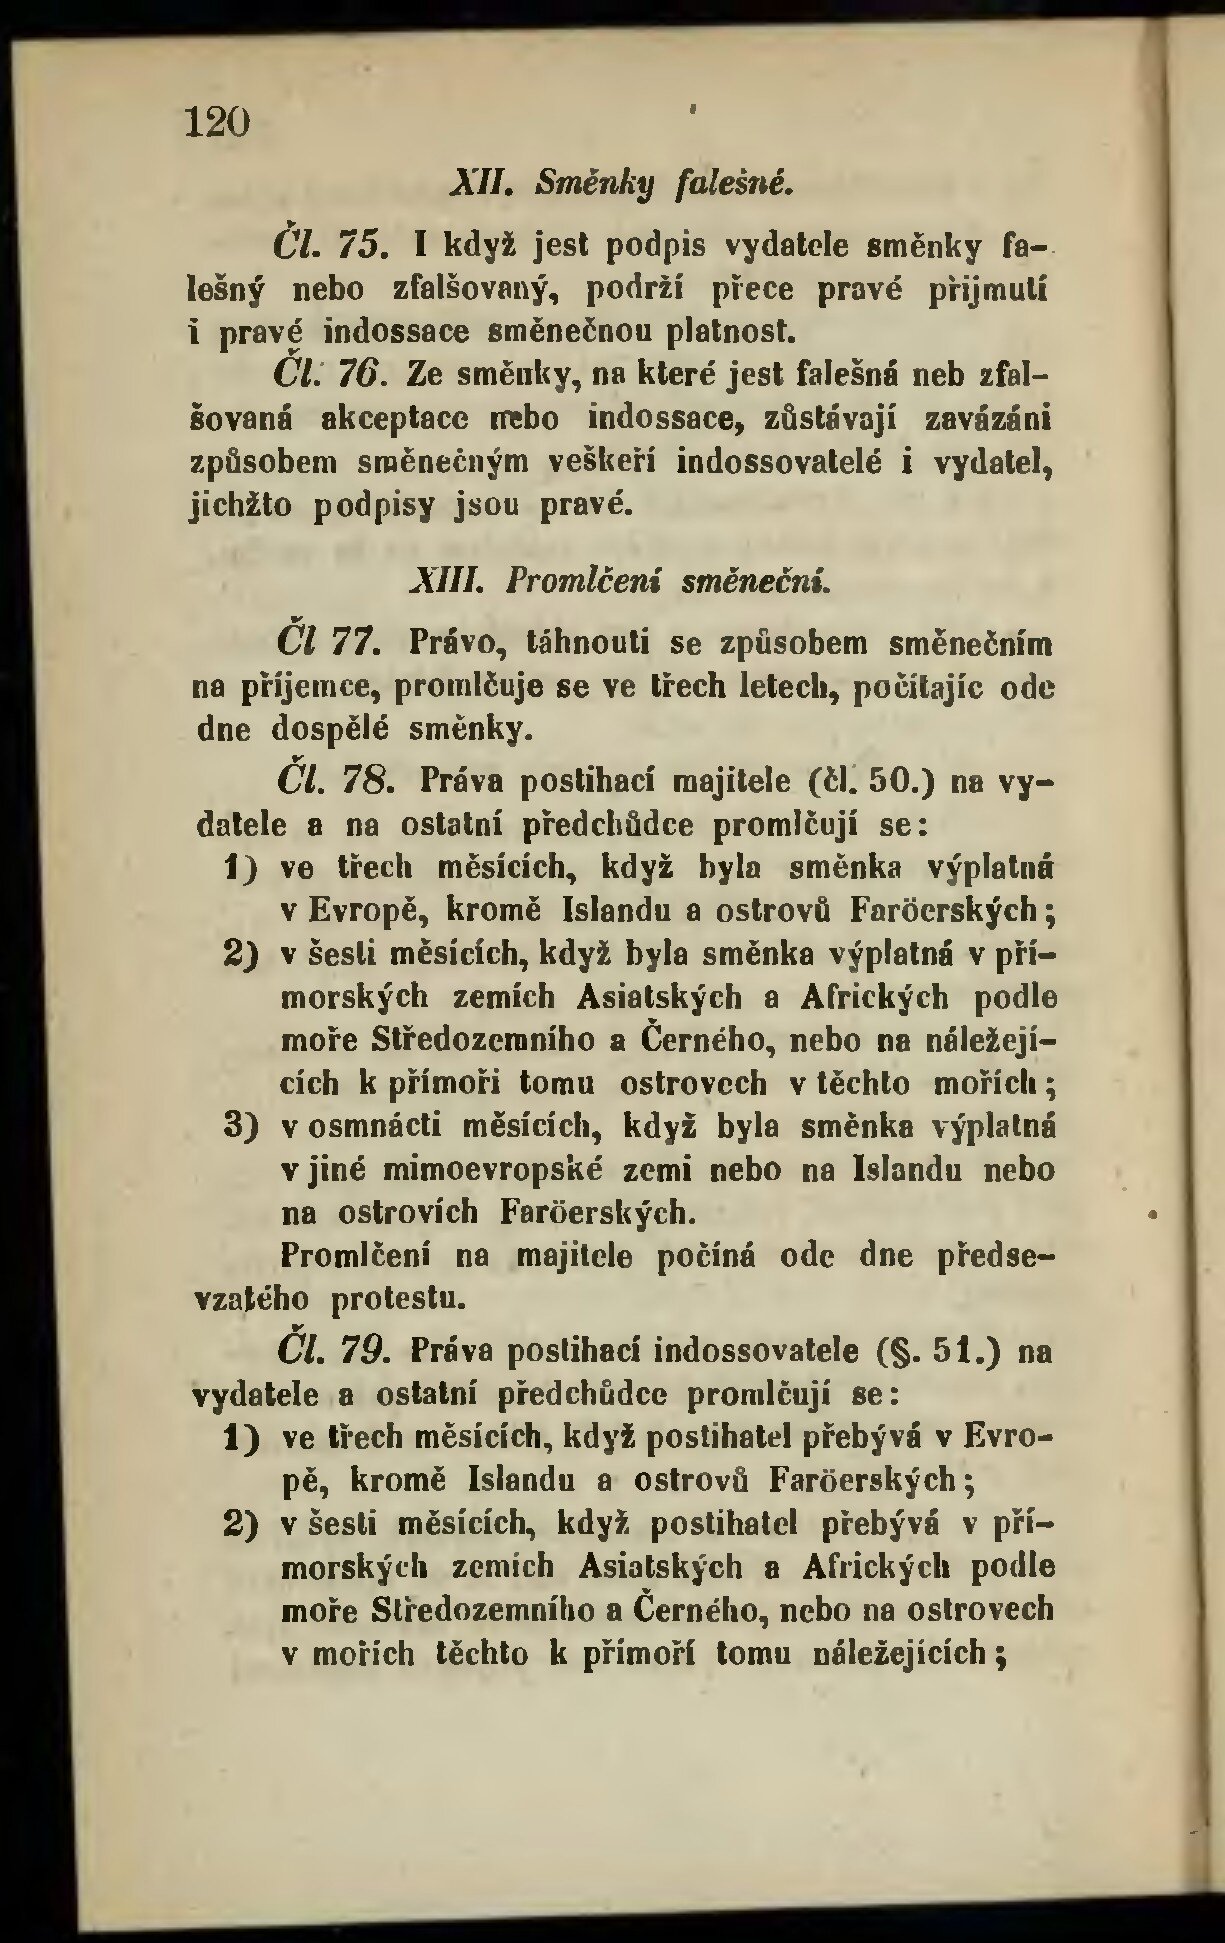 120
XII. Směnky falešné.
Čl. 75. I když jest podpis vydatele směnky fa-
lešný nebo zfalšovaný, podrží přece pravé přijmutí
i pravé indossace směnečnou platnost.
Čl. 76. Ze směnky, na které jest falešná neb zfal-
šovaná akceptace nebo indossace, zůstávají zavázáni
způsobem směnečným veškeří indossovatelé i vydatel,
jichžto podpisy jsou pravé.
XIII. Promlčení směneční.
Čl 77. Právo, táhnouti se způsobem směnečním
na příjemce, promlčuje se ve třech letech, počítajíc ode
dne dospělé směnky.
Čl. 78. Práva postihací majitele (čl. 50.) na vy-
datele a na ostatní předchůdce promlčují se:
1) ve třech měsících, když byla směnka výplatná
v Evropě, kromě Islandu a ostrovů Faröerských;
2) v šesti měsících, když byla směnka výplatná v pří-
morských zemích Asiatských a Afrických podle
moře Středozemního a Černého, nebo na náležejí-
cích k přímoři tomu ostrovech v těchto mořích;
3) v osmnácti měsících, když byla směnka výplatná
v jiné mimoevropské zemi nebo na Islandu nebo
na ostrovích Faröerských.
Promlčení na majitele počíná ode dne předse-
vzatého protestu.
Čl. 79. Práva postihací indossovatele (§. 51.) na
vydatele a ostatní předchůdce promlčují se:
1) ve třech měsících, když postihatel přebývá v Evro-
pě, kromě Islandu a ostrovů Faröerských;
2) v šesti měsících, když postihatel přebývá v pří-
morských zemích Asiatských a Afrických podle
moře Středozemního a Černého, nebo na ostrovech
v mořích těchto k přímoří tomu náležejících;